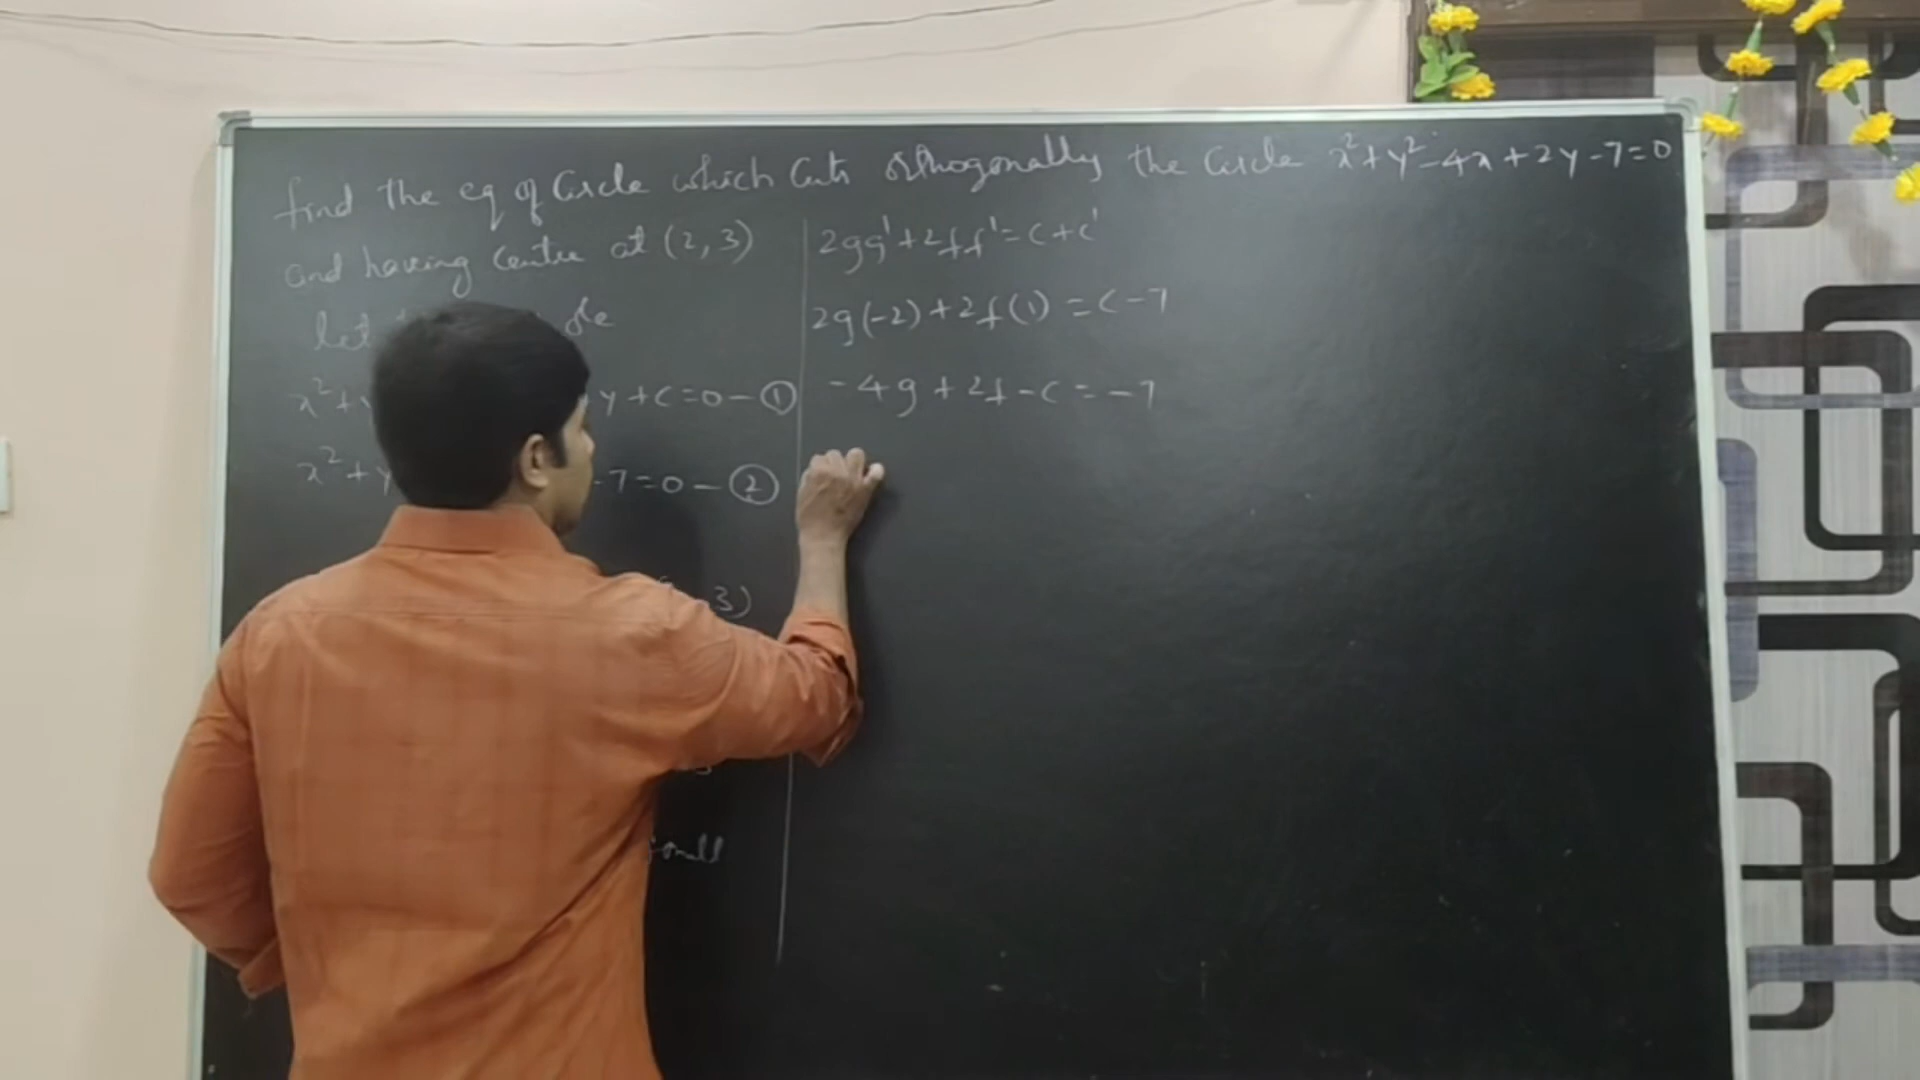 find the eq of Circle which Cuts orthogonally the Circle x²+y²-4x+2y-7=0
and having centre at (2,3)
let
x²+y y+c=0-①
x²+y -7=0-②
3)
2gg'+2ff'=c+c'
2g(-2)+2f(1)=c-7
-4g+2f-c=-7